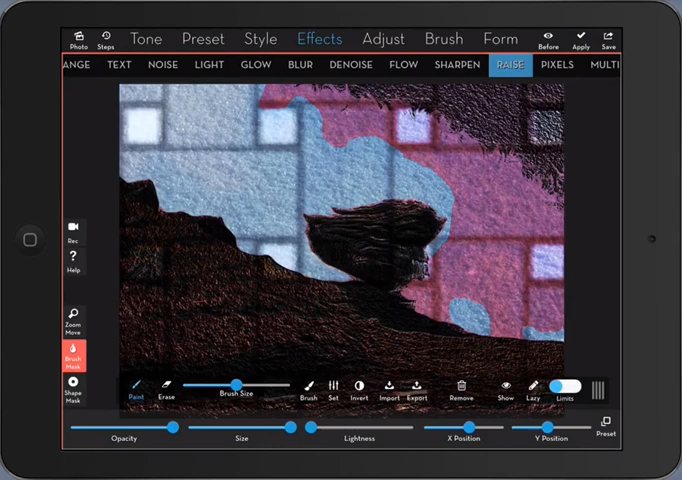 Photo Steps Tone Preset Style Effects Adjust Brush Form Before Apply Save
ANGE TEXT NOISE LIGHT GLOW BLUR DENOISE FLOW SHARPEN RAISE PIXELS MULTI
Rec
Help
Zoom
Move
Brush
Mask
Shape
Mask
Paint Erase Brush Size Brush Set Invert Import Export Remove Show Lazy Limits
Opacity Size Lightness X Position Y Position Preset